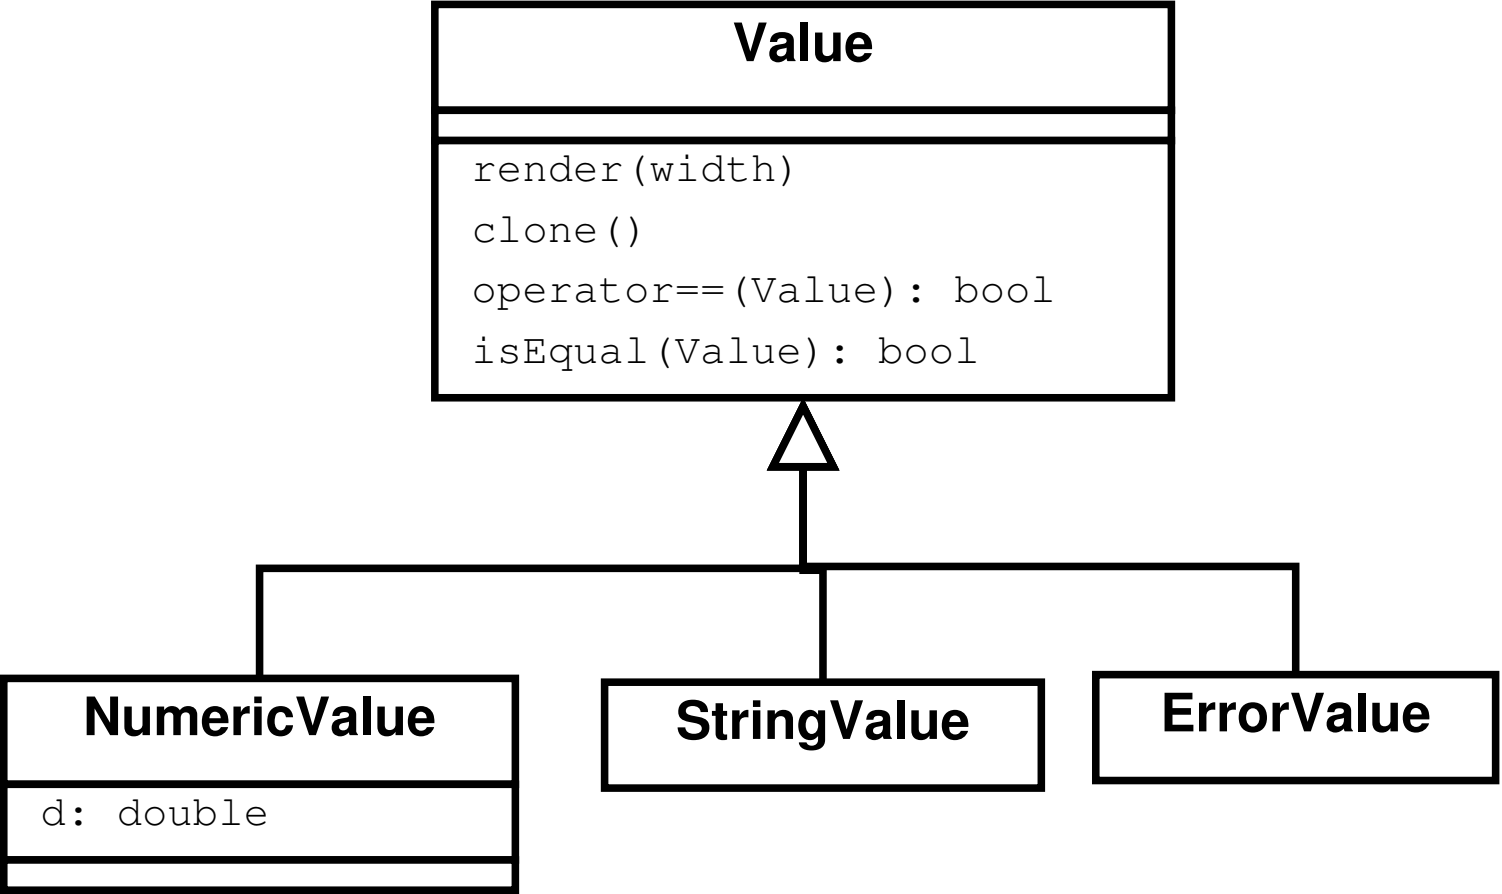 Value
render(width)
clone()
operator==(Value): bool
isEqual(Value): bool
NumericValue
d: double
StringValue
ErrorValue